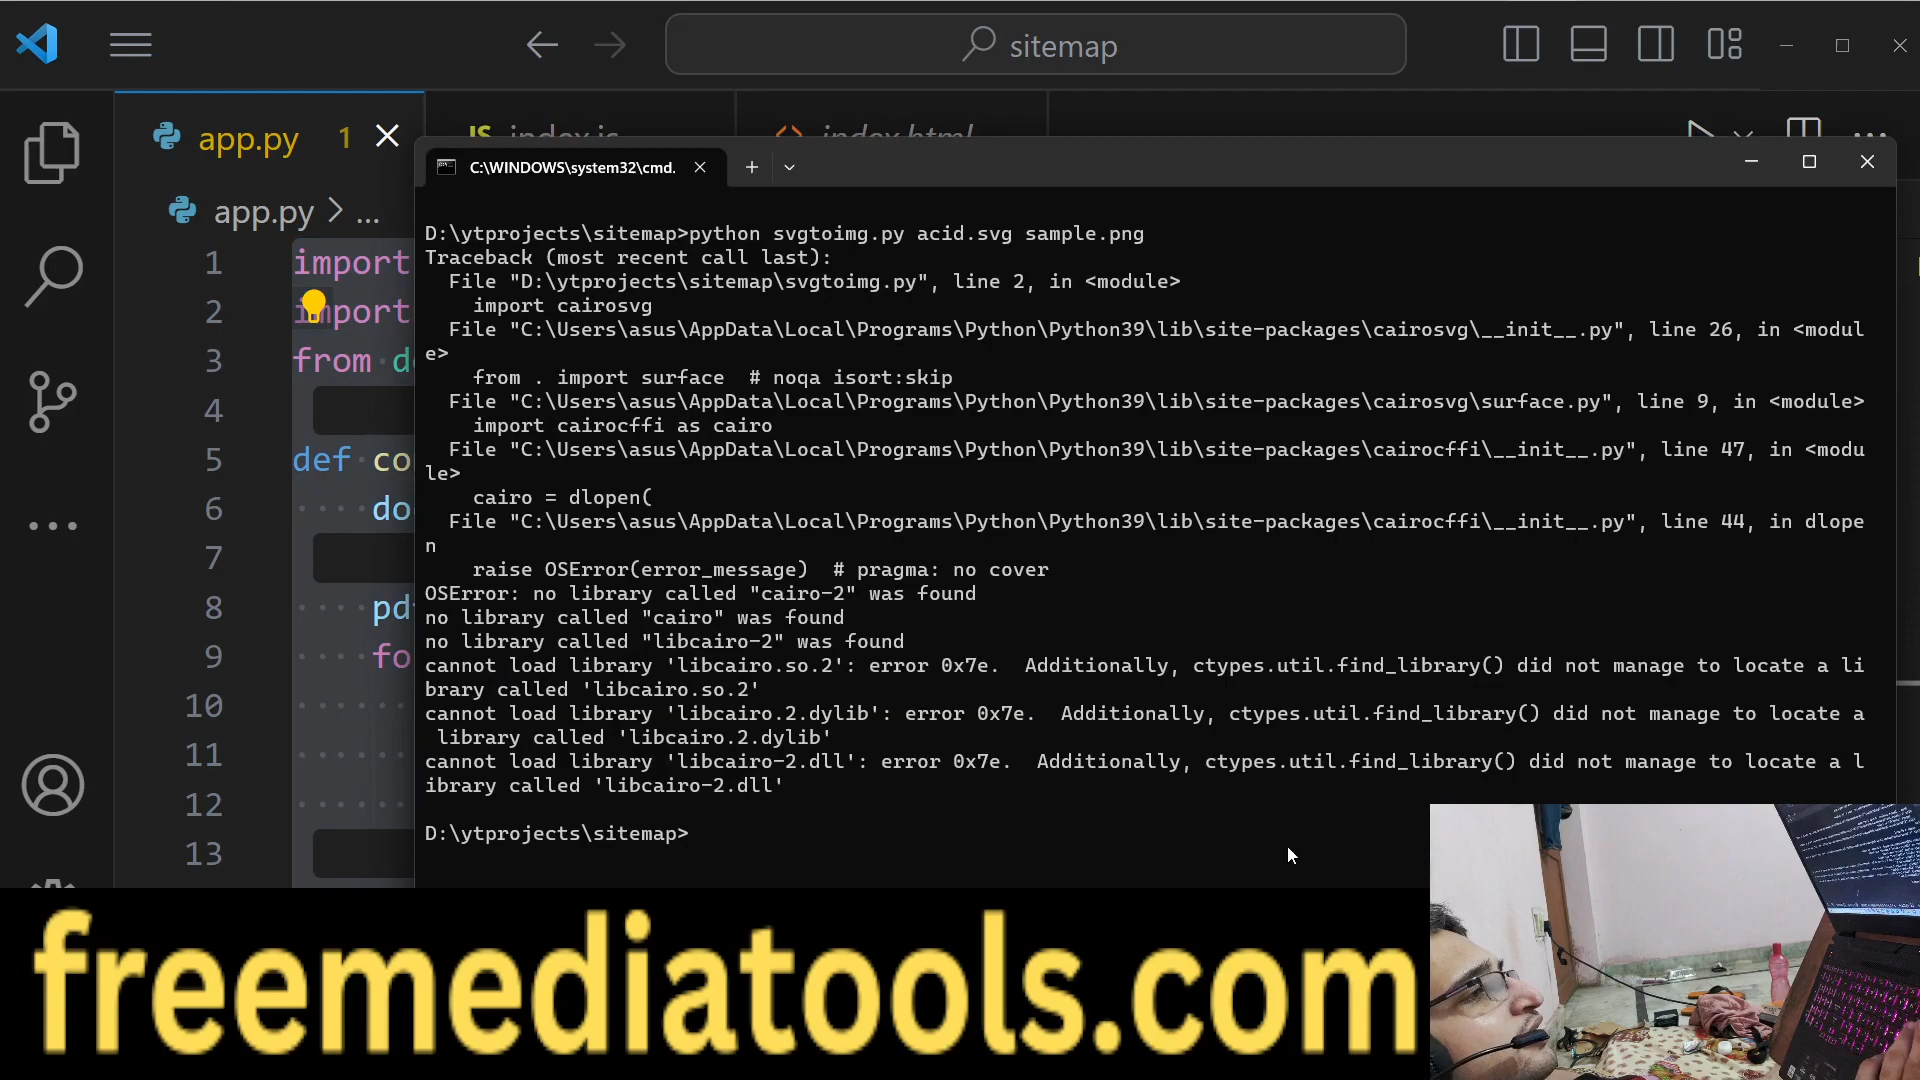 sitemap
app.py 1
index.js
index.html
app.py > ...
C:\WINDOWS\system32\cmd.
1 import
2 import
3 from
4
5 def co
6 do
7
8
9 fo
10
11
12
13
D:\ytprojects\sitemap>python svgtoimg.py acid.svg sample.png
Traceback (most recent call last):
  File "D:\ytprojects\sitemap\svgtoimg.py", line 2, in <module>
    import cairosvg
  File "C:\Users\asus\AppData\Local\Programs\Python\Python39\lib\site-packages\cairosvg\__init__.py", line 26, in <modul
e>
    from . import surface  # noqa isort:skip
  File "C:\Users\asus\AppData\Local\Programs\Python\Python39\lib\site-packages\cairosvg\surface.py", line 9, in <module>
    import cairocffi as cairo
  File "C:\Users\asus\AppData\Local\Programs\Python\Python39\lib\site-packages\cairocffi\__init__.py", line 47, in <modu
le>
    cairo = dlopen(
  File "C:\Users\asus\AppData\Local\Programs\Python\Python39\lib\site-packages\cairocffi\__init__.py", line 44, in dlope
n
    raise OSError(error_message)  # pragma: no cover
OSError: no library called "cairo-2" was found
no library called "cairo" was found
no library called "libcairo-2" was found
cannot load library 'libcairo.so.2': error 0x7e.  Additionally, ctypes.util.find_library() did not manage to locate a li
brary called 'libcairo.so.2'
cannot load library 'libcairo.2.dylib': error 0x7e.  Additionally, ctypes.util.find_library() did not manage to locate a
 library called 'libcairo.2.dylib'
cannot load library 'libcairo-2.dll': error 0x7e.  Additionally, ctypes.util.find_library() did not manage to locate a l
ibrary called 'libcairo-2.dll'
D:\ytprojects\sitemap>
freemediatools.com